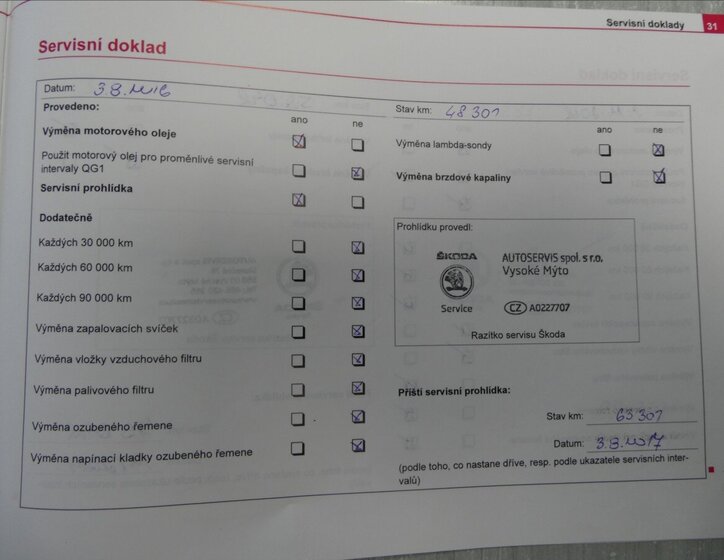 Servisní doklady 31
Servisní doklad
Datum: 3.8.2016
Provedeno:
ano ne
Výměna motorového oleje
Použit motorový olej pro proměnlivé servisní
intervaly QG1
Servisní prohlídka
Dodatečně
Každých 30 000 km
Každých 60 000 km
Každých 90 000 km
Výměna zapalovacích svíček
Výměna vložky vzduchového filtru
Výměna palivového filtru
Výměna ozubeného řemene
Výměna napínací kladky ozubeného řemene
Stav km: 48 301
ano ne
Výměna lambda-sondy
Výměna brzdové kapaliny
Prohlídku provedl:
ŠKODA
Service
AUTOSERVIS spol. s r.o.
Vysoké Mýto
CZ A0227707
Razítko servisu Škoda
Příští servisní prohlídka:
Stav km: 63 301
Datum: 3.8.2017
(podle toho, co nastane dříve, resp. podle ukazatele servisních inter-
valů)